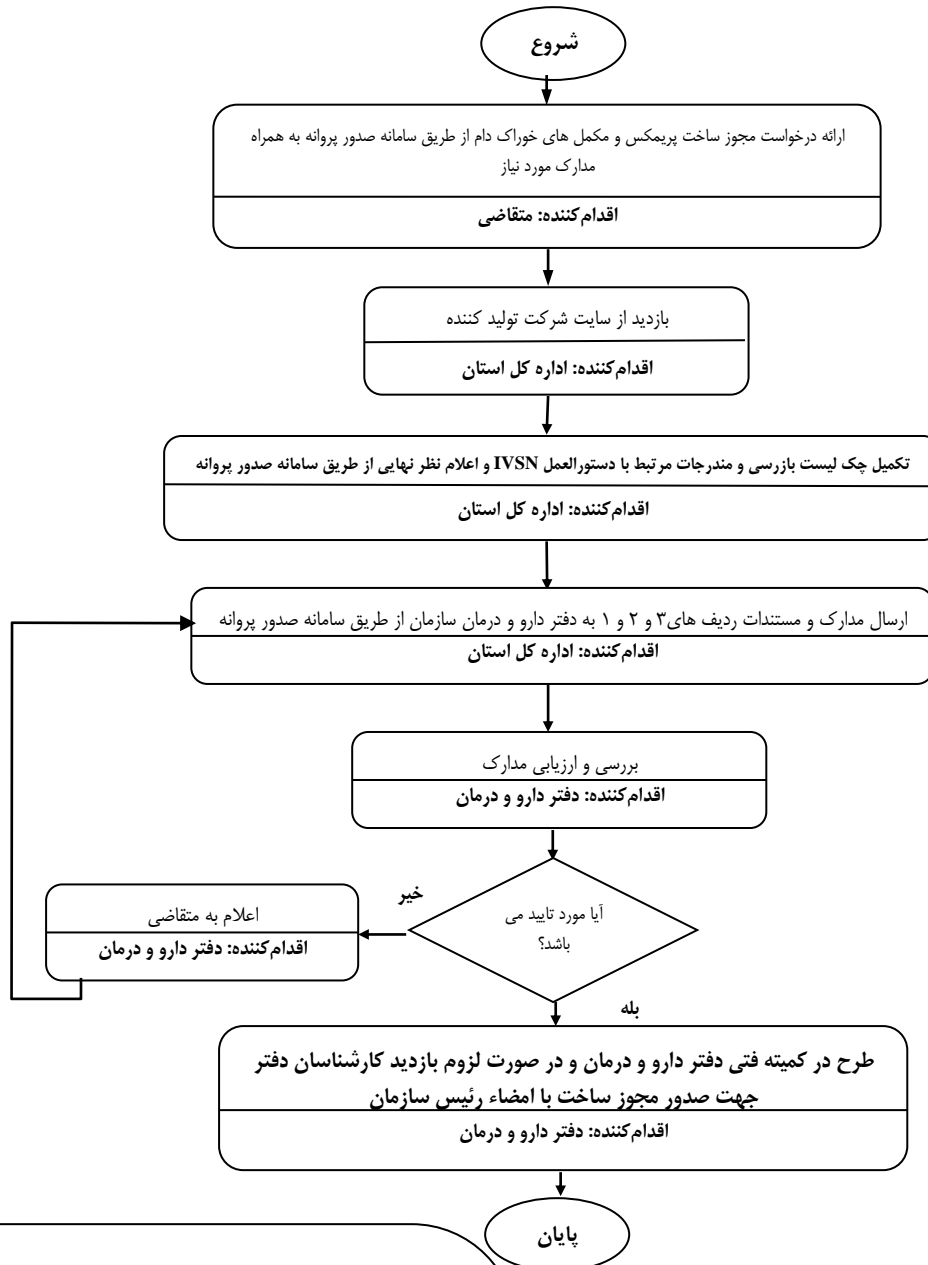 شروع
ارائه درخواست مجوز ساخت پریمکس و مکمل های خوراک دام از طریق سامانه صدور پروانه به همراه
مدارک مورد نیاز
اقدام‌کننده: متقاضی
بازدید از سایت شرکت تولید کننده
اقدام‌کننده: اداره کل استان
تکمیل چک لیست بازرسی و مندرجات مرتبط با دستورالعمل IVSN و اعلام نظر نهایی از طریق سامانه صدور پروانه
اقدام‌کننده: اداره کل استان
ارسال مدارک و مستندات ردیف های۳ و ۲ و ۱ به دفتر دارو و درمان سازمان از طریق سامانه صدور پروانه
اقدام‌کننده: اداره کل استان
بررسی و ارزیابی مدارک
اقدام‌کننده: دفتر دارو و درمان
آیا مورد تایید می
باشد؟
خیر
اعلام به متقاضی
اقدام‌کننده: دفتر دارو و درمان
بله
طرح در کمیته فتی دفتر دارو و درمان و در صورت لزوم بازدید کارشناسان دفتر
جهت صدور مجوز ساخت با امضاء رئیس سازمان
اقدام‌کننده: دفتر دارو و درمان
پایان